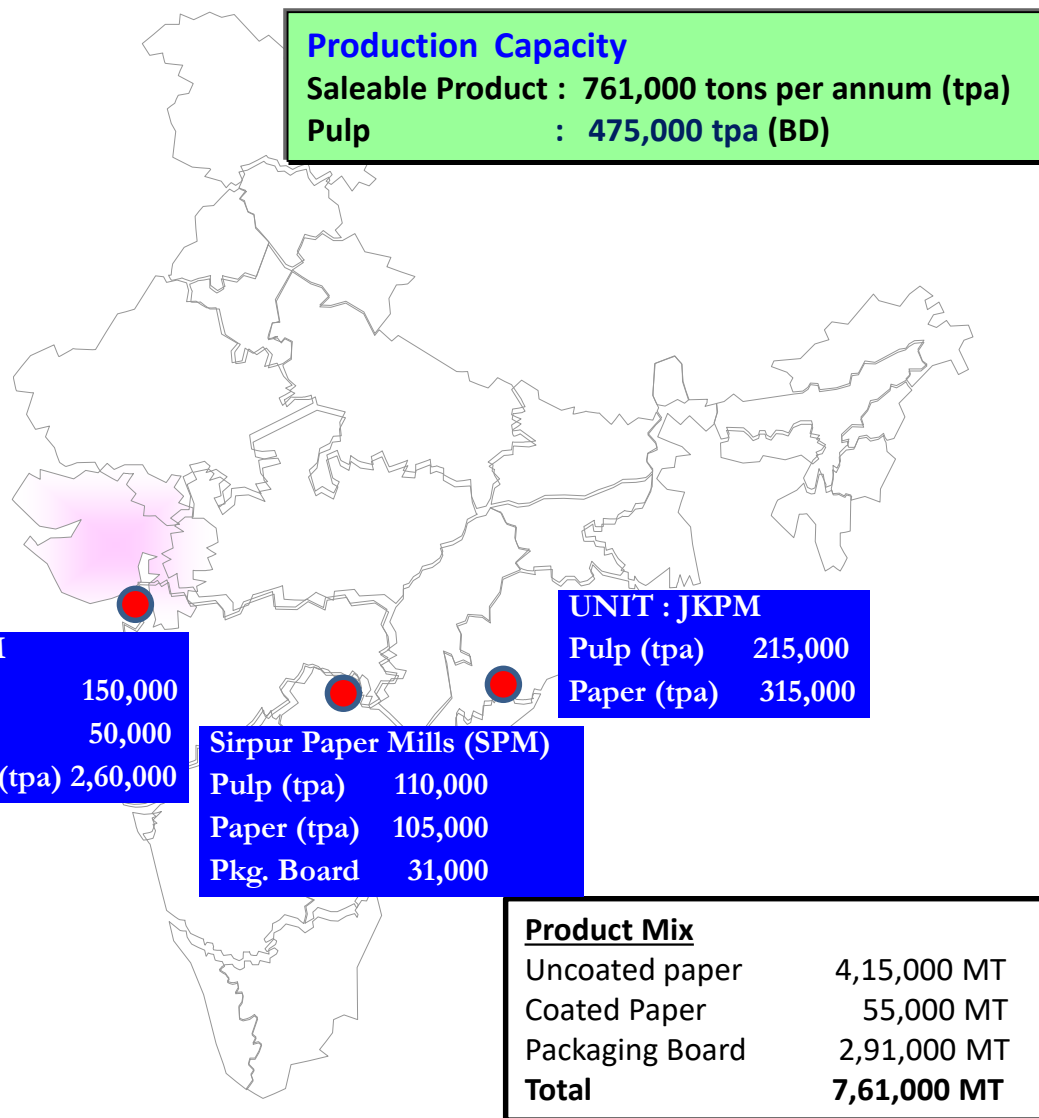 Production Capacity
Saleable Product : 761,000 tons per annum (tpa)
Pulp : 475,000 tpa (BD)
UNIT : JKPM
Pulp (tpa) 215,000
Paper (tpa) 315,000
M
150,000
50,000
(tpa) 2,60,000
Sirpur Paper Mills (SPM)
Pulp (tpa) 110,000
Paper (tpa) 105,000
Pkg. Board 31,000
Product Mix
Uncoated paper 4,15,000 MT
Coated Paper 55,000 MT
Packaging Board 2,91,000 MT
Total 7,61,000 MT